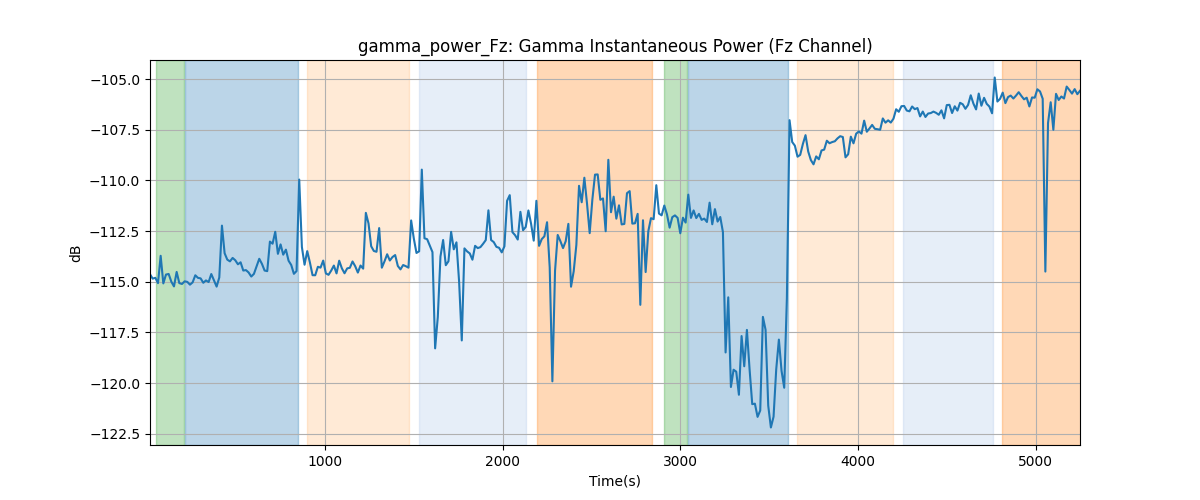 gamma_power_Fz: Gamma Instantaneous Power (Fz Channel)
−105.0
−107.5
−110.0
−112.5
−115.0
−117.5
−120.0
−122.5
dB
1000 2000 3000 4000 5000
Time(s)